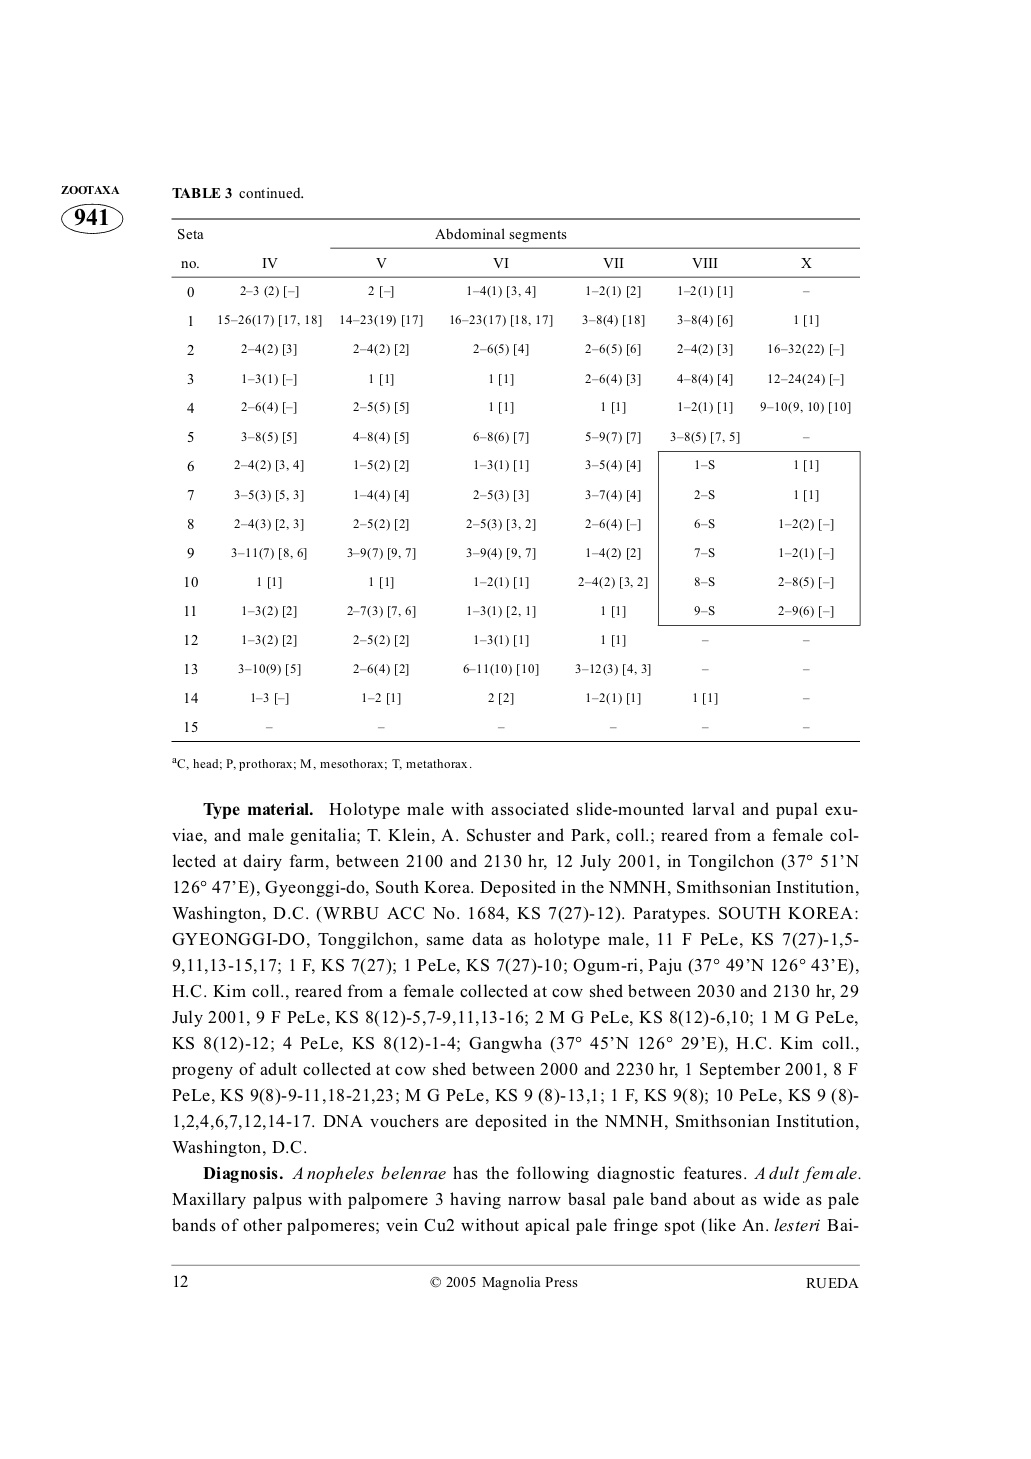 ZOOTAXA
941
TABLE 3 continued.
Seta Abdominal segments
no. IV V VI VII VIII X
0 2–3 (2) [–] 2 [–] 1–4(1) [3, 4] 1–2(1) [2] 1–2(1) [1] –
1 15–26(17) [17, 18] 14–23(19) [17] 16–23(17) [18, 17] 3–8(4) [18] 3–8(4) [6] 1 [1]
2 2–4(2) [3] 2–4(2) [2] 2–6(5) [4] 2–6(5) [6] 2–4(2) [3] 16–32(22) [–]
3 1–3(1) [–] 1 [1] 1 [1] 2–6(4) [3] 4–8(4) [4] 12–24(24) [–]
4 2–6(4) [–] 2–5(5) [5] 1 [1] 1 [1] 1–2(1) [1] 9–10(9, 10) [10]
5 3–8(5) [5] 4–8(4) [5] 6–8(6) [7] 5–9(7) [7] 3–8(5) [7, 5] –
6 2–4(2) [3, 4] 1–5(2) [2] 1–3(1) [1] 3–5(4) [4] 1–S 1 [1]
7 3–5(3) [5, 3] 1–4(4) [4] 2–5(3) [3] 3–7(4) [4] 2–S 1 [1]
8 2–4(3) [2, 3] 2–5(2) [2] 2–5(3) [3, 2] 2–6(4) [–] 6–S 1–2(2) [–]
9 3–11(7) [8, 6] 3–9(7) [9, 7] 3–9(4) [9, 7] 1–4(2) [2] 7–S 1–2(1) [–]
10 1 [1] 1 [1] 1–2(1) [1] 2–4(2) [3, 2] 8–S 2–8(5) [–]
11 1–3(2) [2] 2–7(3) [7, 6] 1–3(1) [2, 1] 1 [1] 9–S 2–9(6) [–]
12 1–3(2) [2] 2–5(2) [2] 1–3(1) [1] 1 [1] – –
13 3–10(9) [5] 2–6(4) [2] 6–11(10) [10] 3–12(3) [4, 3] – –
14 1–3 [–] 1–2 [1] 2 [2] 1–2(1) [1] 1 [1] –
15 – – – – – –
aC, head; P, prothorax; M, mesothorax; T, metathorax.
Type material. Holotype male with associated slide-mounted larval and pupal exu-
viae, and male genitalia; T. Klein, A. Schuster and Park, coll.; reared from a female col-
lected at dairy farm, between 2100 and 2130 hr, 12 July 2001, in Tongilchon (37° 51’N
126° 47’E), Gyeonggi-do, South Korea. Deposited in the NMNH, Smithsonian Institution,
Washington, D.C. (WRBU ACC No. 1684, KS 7(27)-12). Paratypes. SOUTH KOREA:
GYEONGGI-DO, Tonggilchon, same data as holotype male, 11 F PeLe, KS 7(27)-1,5-
9,11,13-15,17; 1 F, KS 7(27); 1 PeLe, KS 7(27)-10; Ogum-ri, Paju (37° 49’N 126° 43’E),
H.C. Kim coll., reared from a female collected at cow shed between 2030 and 2130 hr, 29
July 2001, 9 F PeLe, KS 8(12)-5,7-9,11,13-16; 2 M G PeLe, KS 8(12)-6,10; 1 M G PeLe,
KS 8(12)-12; 4 PeLe, KS 8(12)-1-4; Gangwha (37° 45’N 126° 29’E), H.C. Kim coll.,
progeny of adult collected at cow shed between 2000 and 2230 hr, 1 September 2001, 8 F
PeLe, KS 9(8)-9-11,18-21,23; M G PeLe, KS 9 (8)-13,1; 1 F, KS 9(8); 10 PeLe, KS 9 (8)-
1,2,4,6,7,12,14-17. DNA vouchers are deposited in the NMNH, Smithsonian Institution,
Washington, D.C.
Diagnosis. Anopheles belenrae has the following diagnostic features. Adult female.
Maxillary palpus with palpomere 3 having narrow basal pale band about as wide as pale
bands of other palpomeres; vein Cu2 without apical pale fringe spot (like An. lesteri Bai-
12 © 2005 Magnolia Press RUEDA